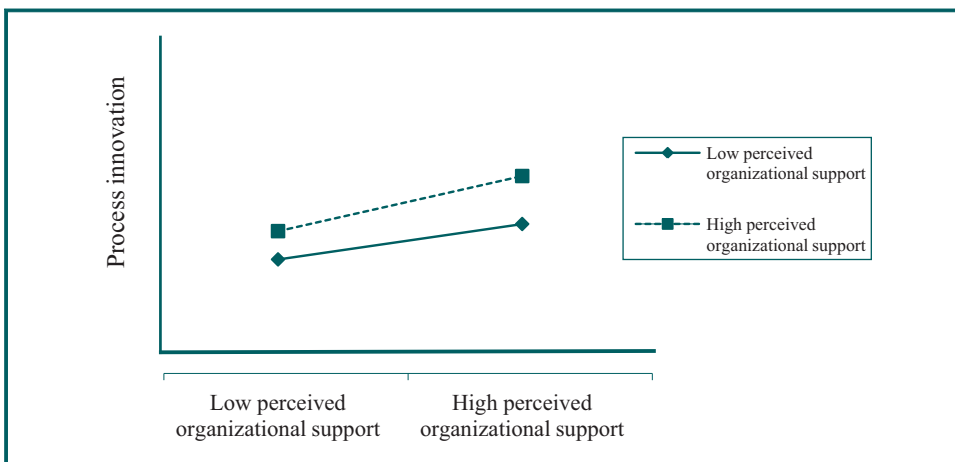 Process innovation
Low perceived
organizational support
High perceived
organizational support
Low perceived
organizational support
High perceived
organizational support